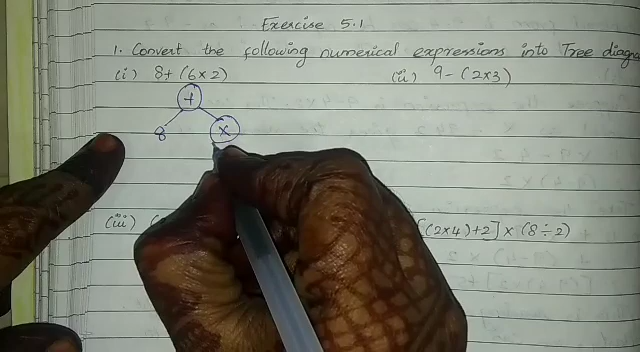 Exercise 5.1
1. Convert the following numerical expressions into Tree diagra
(i) 8+ (6×2) (ii) 9-(2×3)
+
8 ×
(iii) [(2×4)+2] × (8÷2)